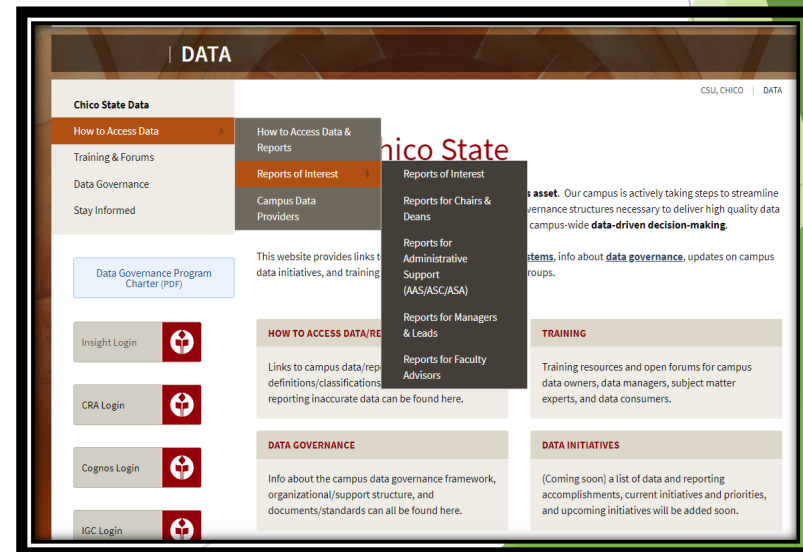 | DATA
CSU, CHICO | DATA
Chico State Data
How to Access Data
Training & Forums
Data Governance
Stay Informed
Data Governance Program
Charter (PDF)
Insight Login
CRA Login
Cognos Login
IGC Login
How to Access Data &
Reports
Reports of Interest
Campus Data
Providers
Reports of Interest
Reports for Chairs &
Deans
Reports for
Administrative
Support
(AAS/ASC/ASA)
Reports for Managers
& Leads
Reports for Faculty
Advisors
hico State
asset. Our campus is actively taking steps to streamline
governance structures necessary to deliver high quality data
campus-wide data-driven decision-making.
This website provides links
stems, info about data governance, updates on campus
data initiatives, and training
roups.
HOW TO ACCESS DATA/RE
Links to campus data/rep
definitions/classifications
reporting inaccurate data can be found here.
TRAINING
Training resources and open forums for campus
data owners, data managers, subject matter
experts, and data consumers.
DATA GOVERNANCE
Info about the campus data governance framework,
organizational/support structure, and
documents/standards can all be found here.
DATA INITIATIVES
(Coming soon) a list of data and reporting
accomplishments, current initiatives and priorities,
and upcoming initiatives will be added soon.